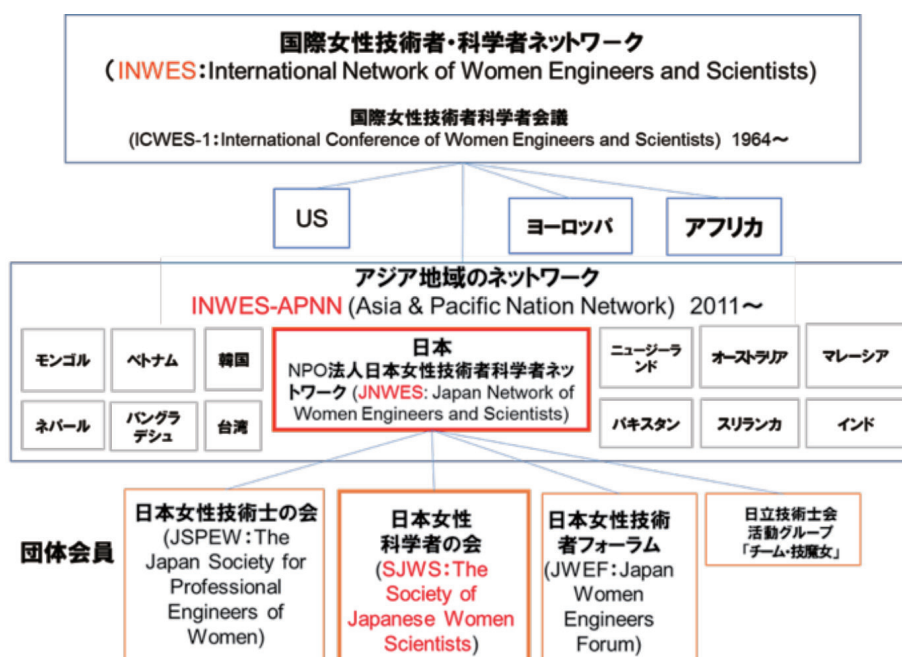 国際女性技術者・科学者ネットワーク
（INWES：International Network of Women Engineers and Scientists)
国際女性技術者科学者会議
(ICWES-1：International Conference of Women Engineers and Scientists) 1964～
US
ヨーロッパ
アフリカ
アジア地域のネットワーク
INWES-APNN (Asia & Pacific Nation Network) 2011～
モンゴル
ベトナム
韓国
日本
NPO法人日本女性技術者科学者ネッ
トワーク (JNWES: Japan Network of
Women Engineers and Scientists)
ニュージーラ
ンド
オーストラリア
マレーシア
ネパール
バングラ
デシュ
台湾
パキスタン
スリランカ
インド
団体会員
日本女性技術士の会
(JSPEW：The
Japan Society for
Professional
Engineers of
Women)
日本女性
科学者の会
(SJWS：The
Society of
Japanese Women
Scientists)
日本女性技術
者フォーラム
(JWEF：Japan
Women
Engineers
Forum)
日立技術士会
活動グループ
「チーム・技魔女」